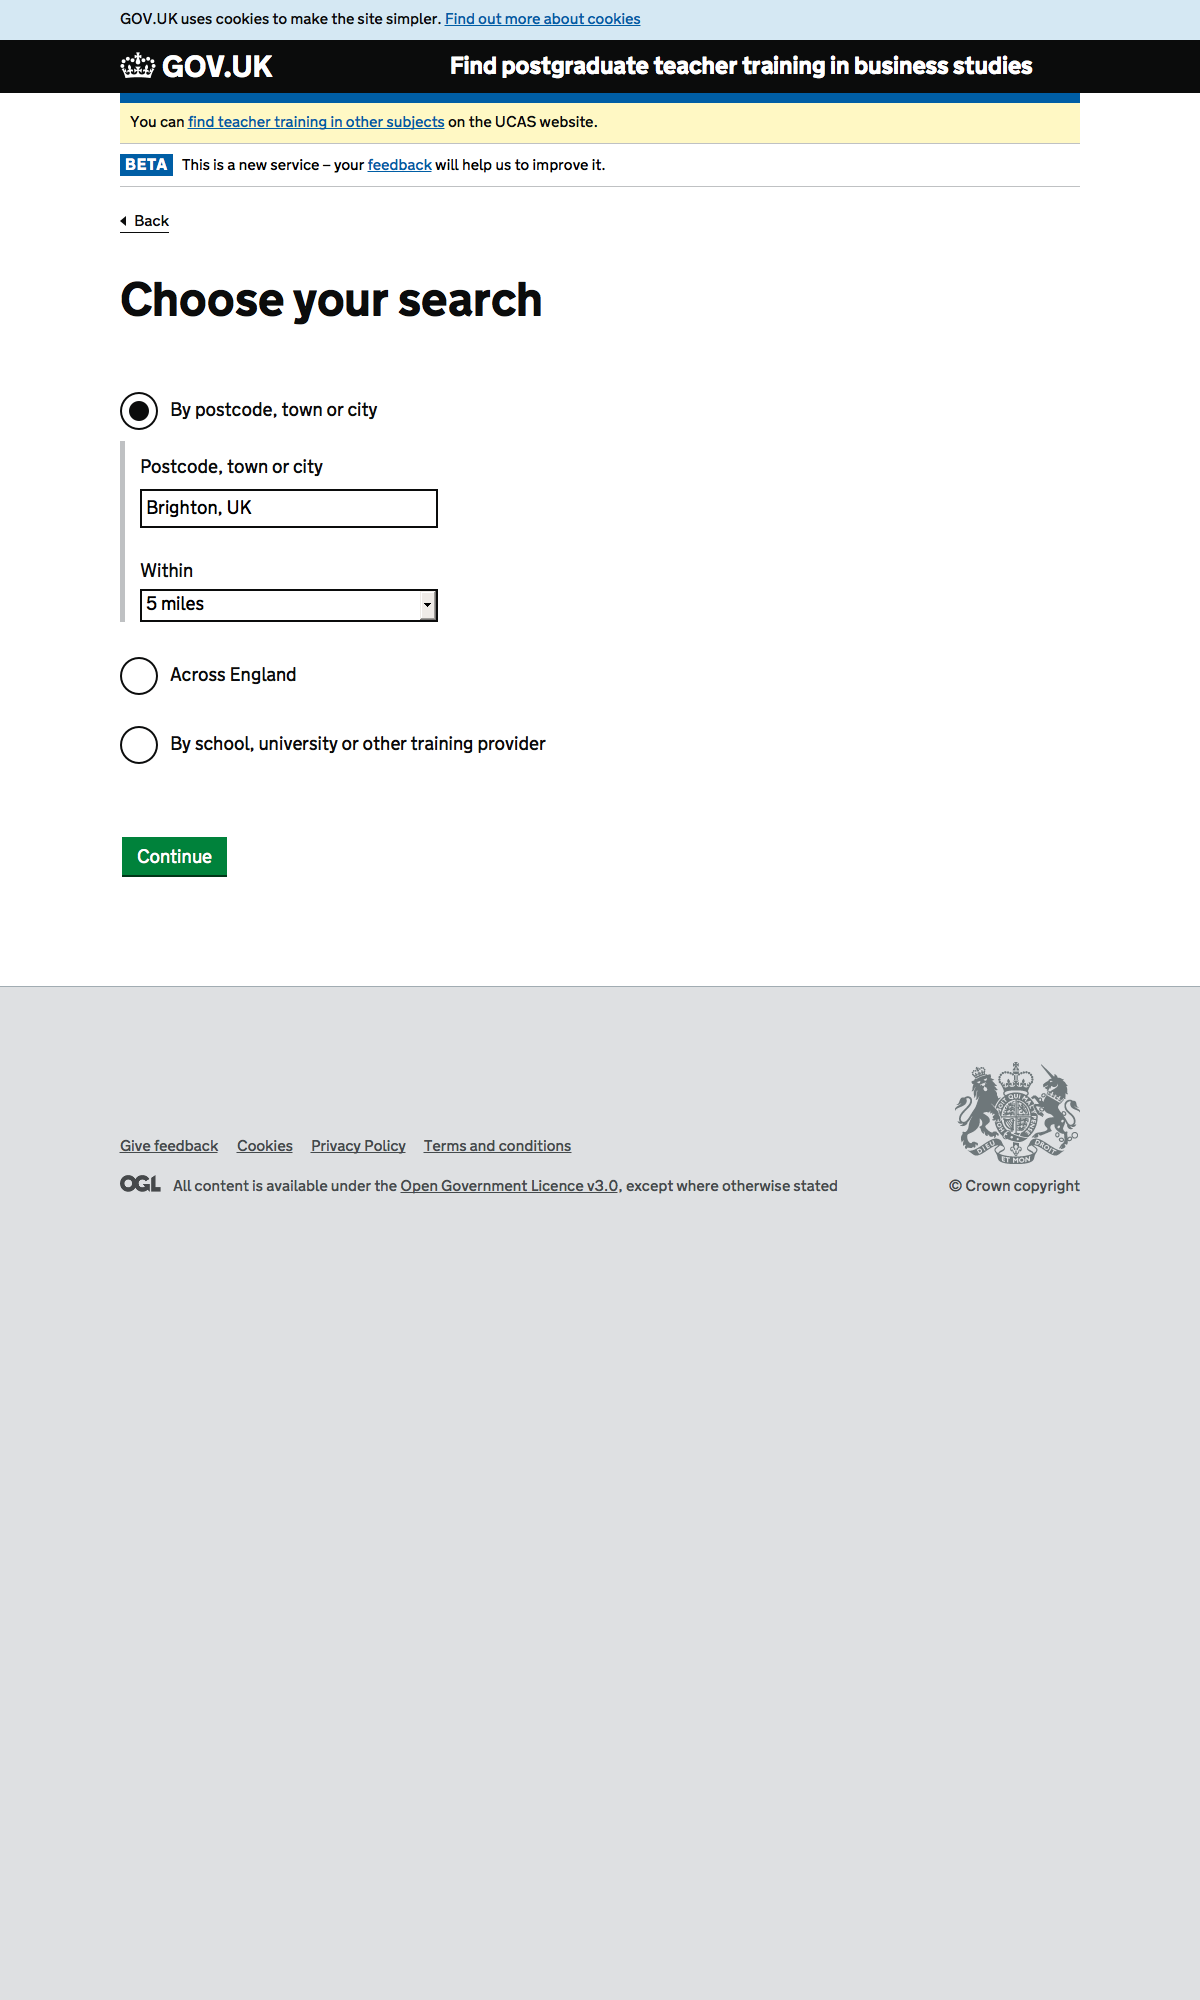 GOV.UK uses cookies to make the site simpler. Find out more about cookies
GOV.UK
Find postgraduate teacher training in business studies
You can find teacher training in other subjects on the UCAS website.
BETA This is a new service – your feedback will help us to improve it.
Back
Choose your search
By postcode, town or city
Postcode, town or city
Brighton, UK
Within
5 miles
Across England
By school, university or other training provider
Continue
Give feedback Cookies Privacy Policy Terms and conditions
DIEU ET MON DROIT
OGL All content is available under the Open Government Licence v3.0, except where otherwise stated
© Crown copyright